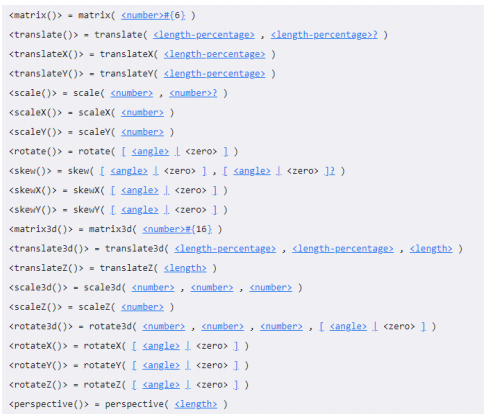 <matrix()> = matrix( <number>#{6} )
<translate()> = translate( <length-percentage> , <length-percentage>? )
<translateX()> = translateX( <length-percentage> )
<translateY()> = translateY( <length-percentage> )
<scale()> = scale( <number> , <number>? )
<scaleX()> = scaleX( <number> )
<scaleY()> = scaleY( <number> )
<rotate()> = rotate( [ <angle> | <zero> ] )
<skew()> = skew( [ <angle> | <zero> ] , [ <angle> | <zero> ]? )
<skewX()> = skewX( [ <angle> | <zero> ] )
<skewY()> = skewY( [ <angle> | <zero> ] )
<matrix3d()> = matrix3d( <number>#{16} )
<translate3d()> = translate3d( <length-percentage> , <length-percentage> , <length> )
<translateZ()> = translateZ( <length> )
<scale3d()> = scale3d( <number> , <number> , <number> )
<scaleZ()> = scaleZ( <number> )
<rotate3d()> = rotate3d( <number> , <number> , <number> , [ <angle> | <zero> ] )
<rotateX()> = rotateX( [ <angle> | <zero> ] )
<rotateY()> = rotateY( [ <angle> | <zero> ] )
<rotateZ()> = rotateZ( [ <angle> | <zero> ] )
<perspective()> = perspective( <length> )